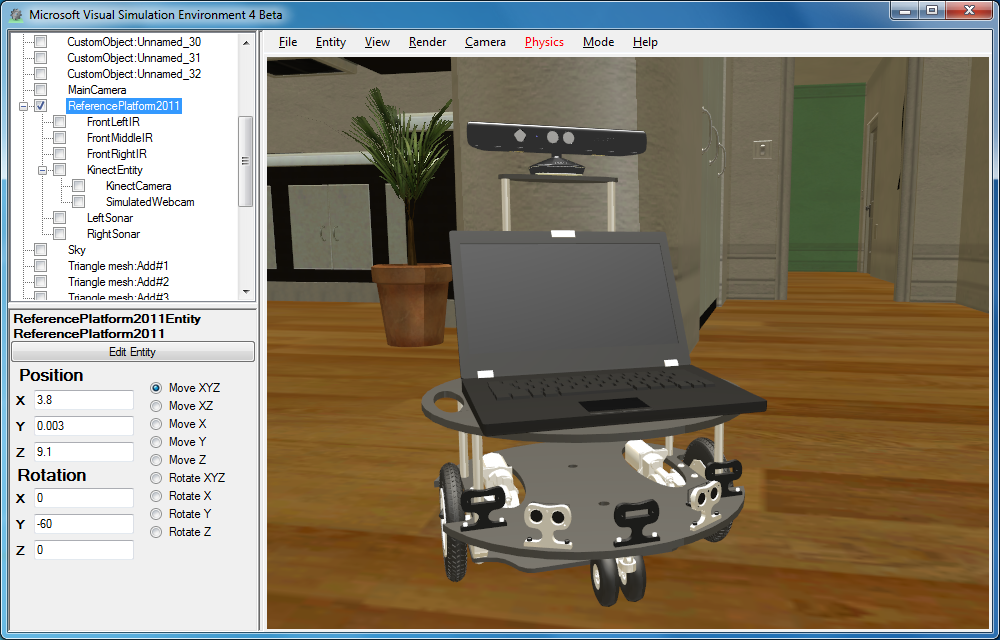 Microsoft Visual Simulation Environment 4 Beta
File Entity View Render Camera Physics Mode Help
CustomObject:Unnamed_30
CustomObject:Unnamed_31
CustomObject:Unnamed_32
MainCamera
ReferencePlatform2011
FrontLeftIR
FrontMiddleIR
FrontRightIR
KinectEntity
KinectCamera
SimulatedWebcam
LeftSonar
RightSonar
Sky
Triangle mesh:Add#1
Triangle mesh:Add#2
Triangle mesh:Add#3
ReferencePlatform2011Entity
ReferencePlatform2011
Edit Entity
Position
X 3.8
Y 0.003
Z 9.1
Rotation
X 0
Y -60
Z 0
Move XYZ
Move XZ
Move X
Move Y
Move Z
Rotate XYZ
Rotate X
Rotate Y
Rotate Z